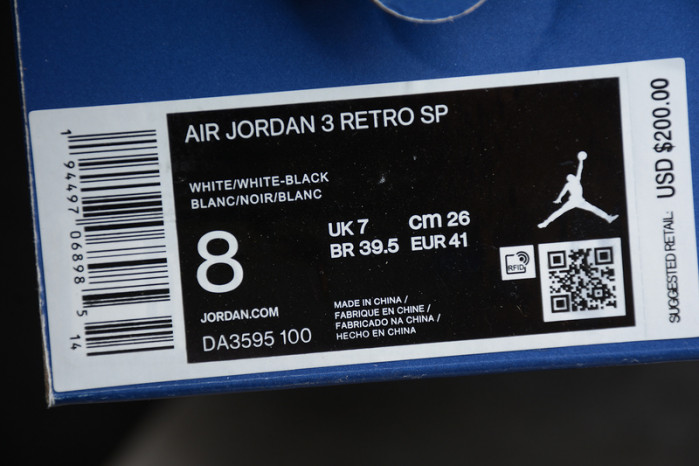 1 94497 06898 5 14
AIR JORDAN 3 RETRO SP
WHITE/WHITE-BLACK
BLANC/NOIR/BLANC
8
UK 7 cm 26
BR 39.5 EUR 41
JORDAN.COM
DA3595 100
MADE IN CHINA /
FABRIQUE EN CHINE /
FABRICADO NA CHINA /
HECHO EN CHINA
RFID
SUGGESTED RETAIL: USD $200.00